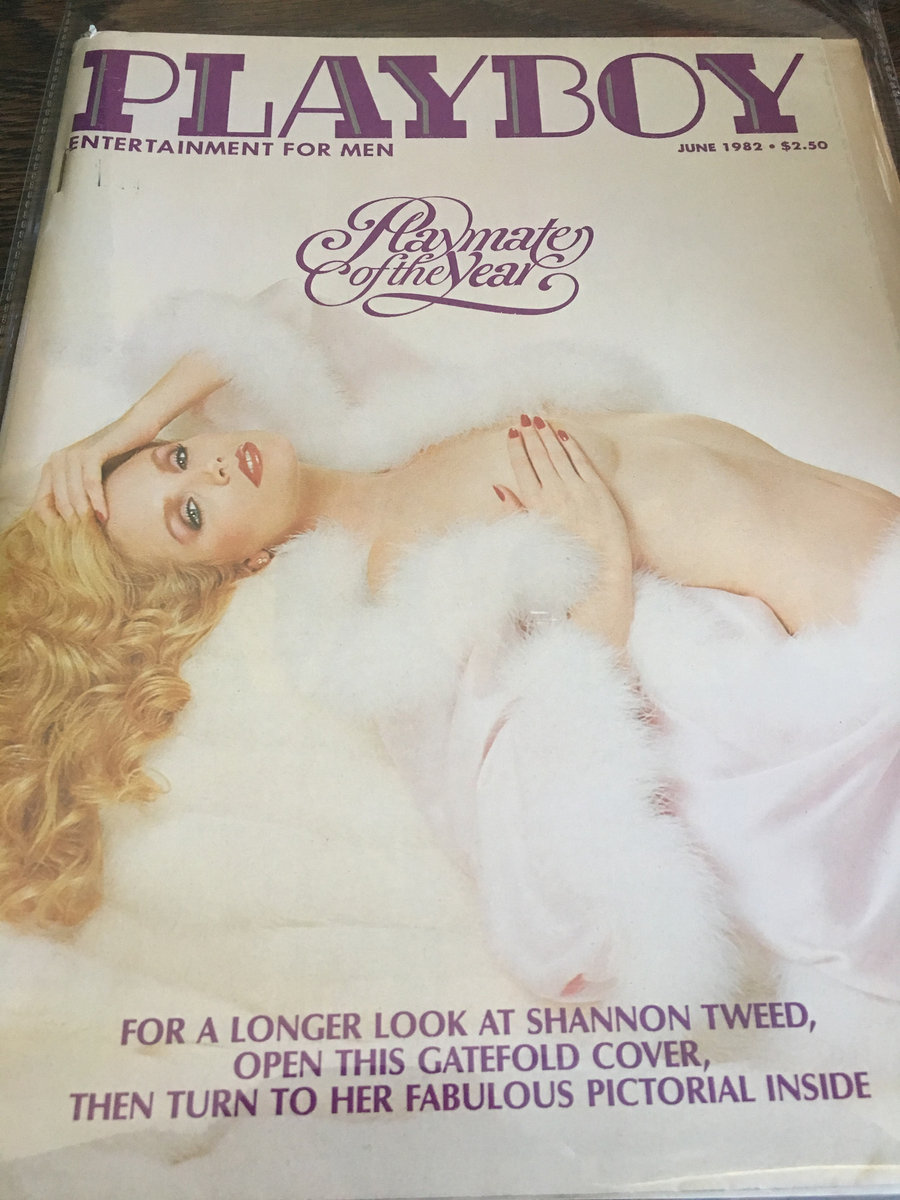 PLAYBOY
ENTERTAINMENT FOR MEN
JUNE 1982 • $2.50
Playmate
of the Year
FOR A LONGER LOOK AT SHANNON TWEED,
OPEN THIS GATEFOLD COVER,
THEN TURN TO HER FABULOUS PICTORIAL INSIDE